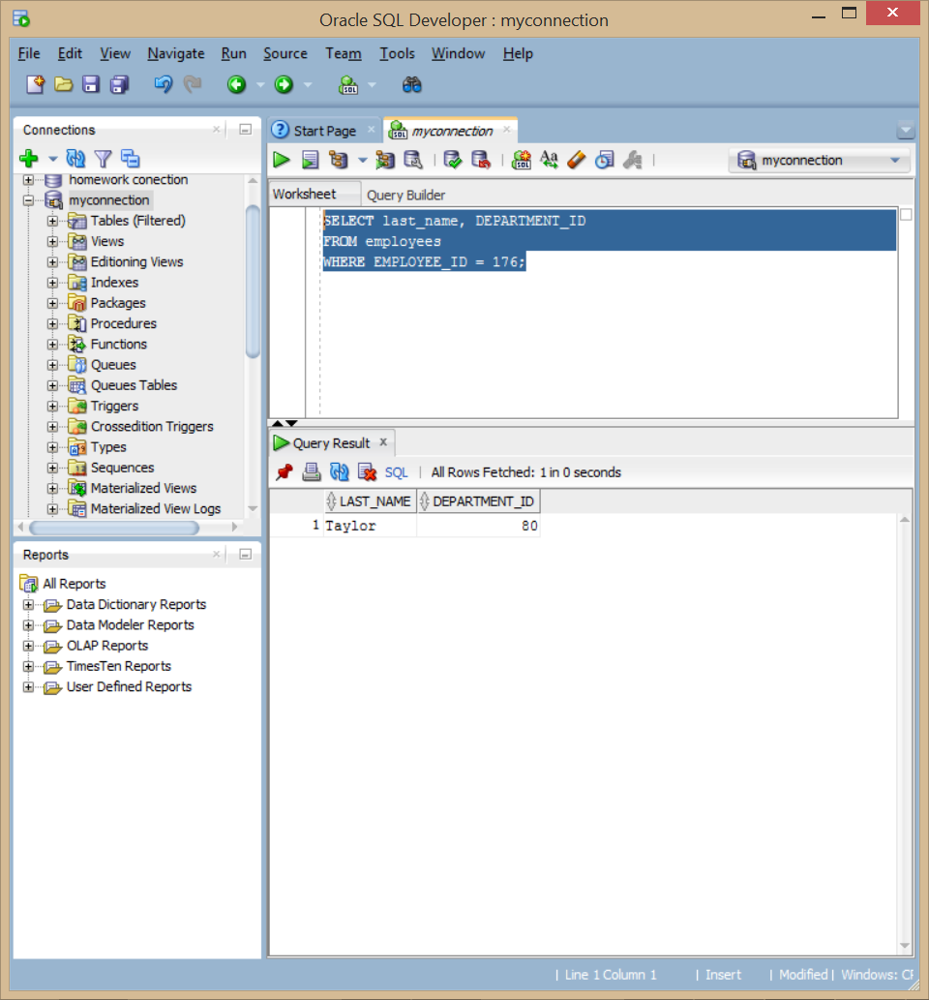 Oracle SQL Developer : myconnection
File Edit View Navigate Run Source Team Tools Window Help
Connections
homework conection
myconnection
Tables (Filtered)
Views
Editioning Views
Indexes
Packages
Procedures
Functions
Queues
Queues Tables
Triggers
Crossedition Triggers
Types
Sequences
Materialized Views
Materialized View Logs
Reports
All Reports
Data Dictionary Reports
Data Modeler Reports
OLAP Reports
TimesTen Reports
User Defined Reports
Start Page myconnection
myconnection
Worksheet Query Builder
SELECT last_name, DEPARTMENT_ID
FROM employees
WHERE EMPLOYEE_ID = 176;
Query Result
SQL | All Rows Fetched: 1 in 0 seconds
LAST_NAME DEPARTMENT_ID
1 Taylor 80
| Line 1 Column 1 | Insert | Modified | Windows: CF